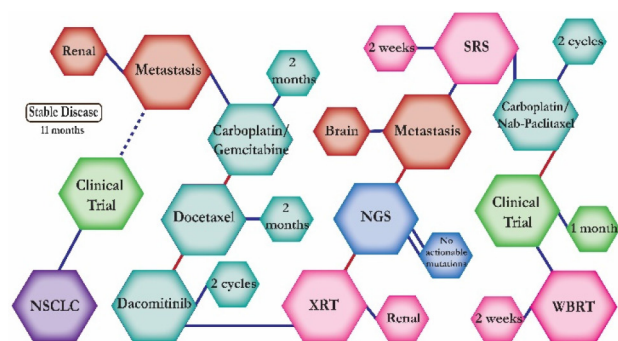 Renal
Metastasis
2
months
Stable Disease
11 months
Carboplatin/
Gemcitabine
Clinical
Trial
Docetaxel
2
months
NSCLC
Dacomitinib
2 cycles
XRT
Renal
NGS
No
actionable
mutations
Brain
Metastasis
2 weeks
SRS
2 cycles
Carboplatin/
Nab-Paclitaxel
Clinical
Trial
1 month
2 weeks
WBRT